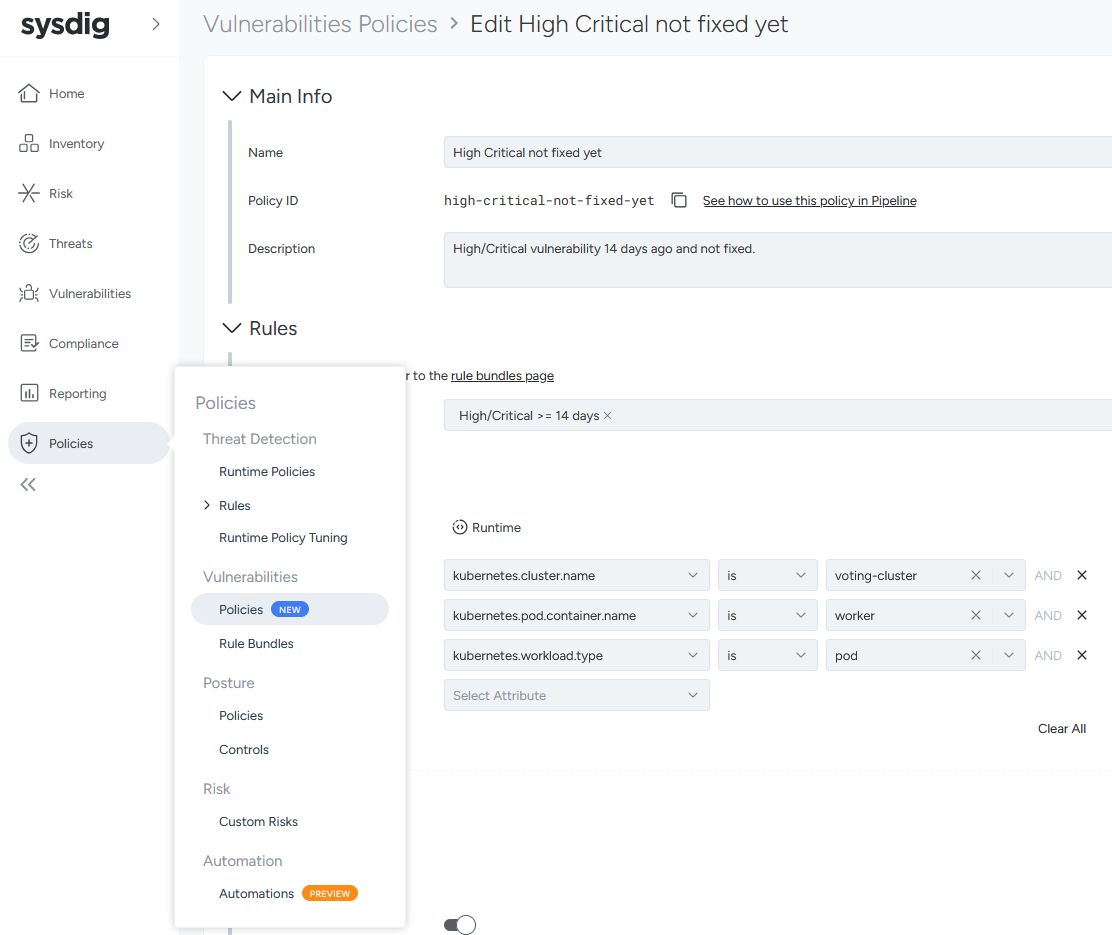 sysdig
Vulnerabilities Policies > Edit High Critical not fixed yet
Home
Inventory
Risk
Threats
Vulnerabilities
Compliance
Reporting
Policies
Main Info
Name
High Critical not fixed yet
Policy ID
high-critical-not-fixed-yet
See how to use this policy in Pipeline
Description
High/Critical vulnerability 14 days ago and not fixed.
Rules
r to the rule bundles page
High/Critical >= 14 days ×
Runtime
kubernetes.cluster.name is voting-cluster AND
kubernetes.pod.container.name is worker AND
kubernetes.workload.type is pod AND
Select Attribute
Clear All
Policies
Threat Detection
Runtime Policies
Rules
Runtime Policy Tuning
Vulnerabilities
Policies NEW
Rule Bundles
Posture
Policies
Controls
Risk
Custom Risks
Automation
Automations PREVIEW